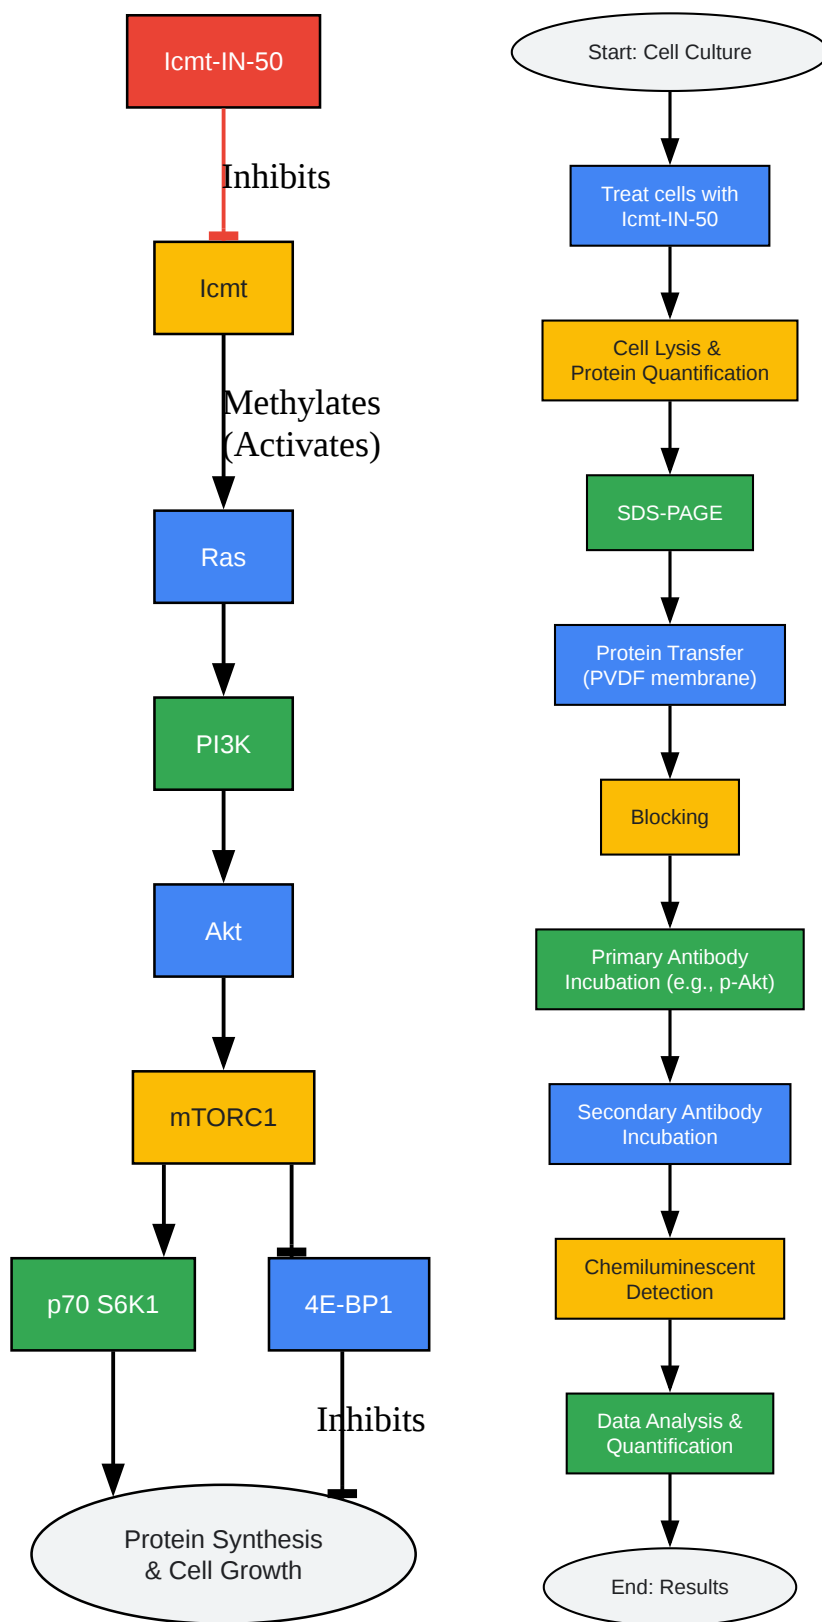 Icmt-IN-50
Inhibits
Icmt
Methylates
(Activates)
Ras
PI3K
Akt
mTORC1
p70 S6K1
4E-BP1
Inhibits
Protein Synthesis
& Cell Growth
Start: Cell Culture
Treat cells with
Icmt-IN-50
Cell Lysis &
Protein Quantification
SDS-PAGE
Protein Transfer
(PVDF membrane)
Blocking
Primary Antibody
Incubation (e.g., p-Akt)
Secondary Antibody
Incubation
Chemiluminescent
Detection
Data Analysis &
Quantification
End: Results